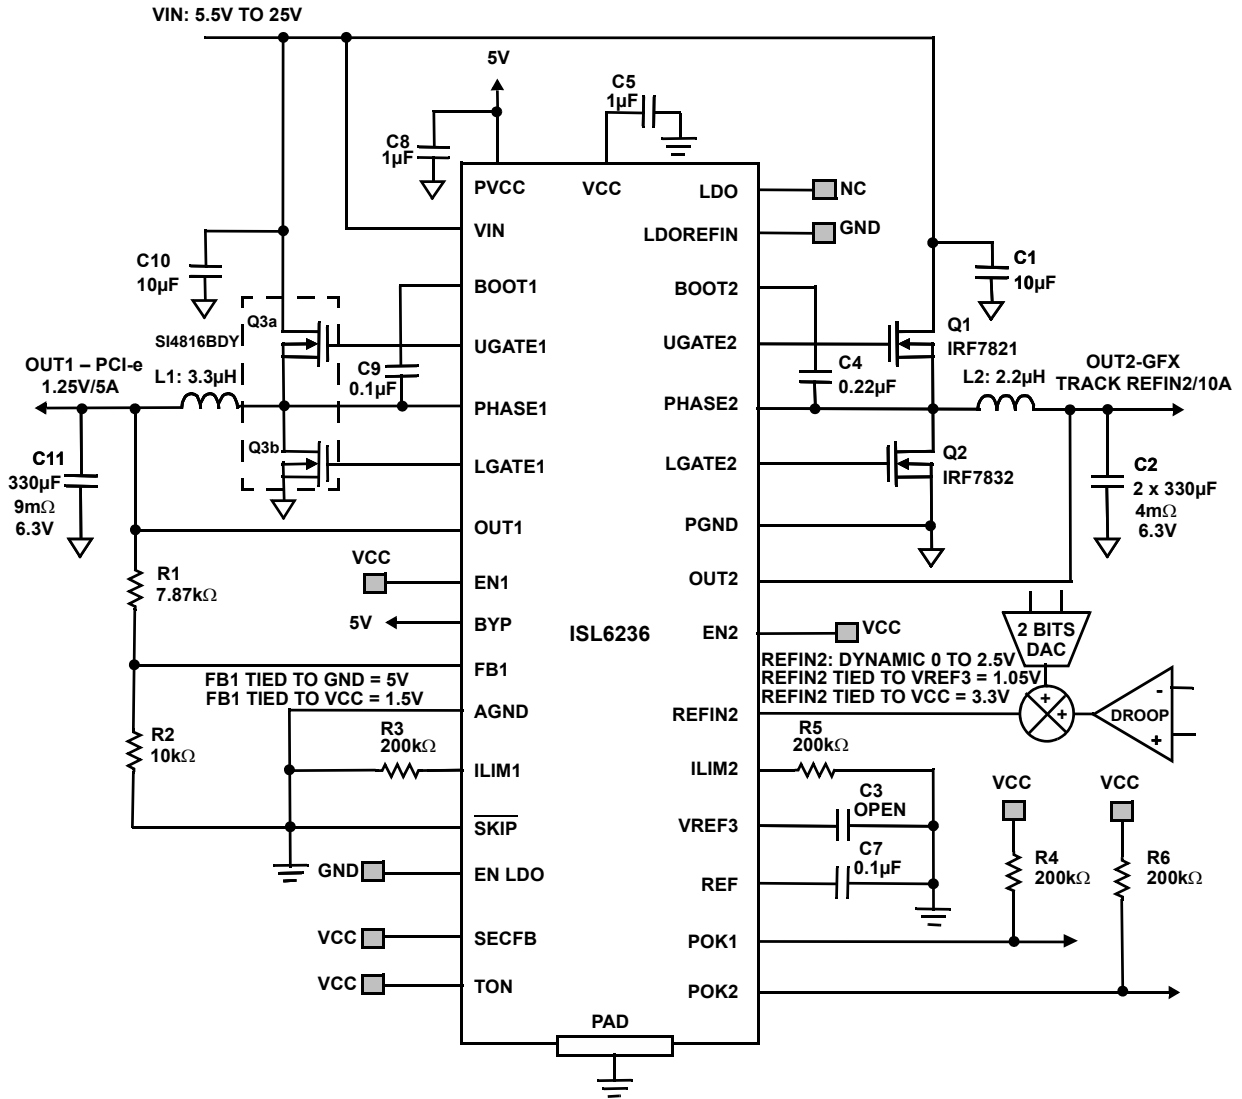 VIN: 5.5V TO 25V
5V
C5
1µF
C8
1µF
PVCC
VCC
LDO
NC
VIN
LDOREFIN
GND
C10
10µF
BOOT1
BOOT2
C1
10µF
Q3a
SI4816BDY
UGATE1
UGATE2
Q1
IRF7821
OUT1 – PCI-e
1.25V/5A
L1: 3.3µH
C9
0.1µF
C4
0.22µF
L2: 2.2µH
OUT2-GFX
TRACK REFIN2/10A
PHASE1
PHASE2
Q3b
LGATE1
LGATE2
Q2
IRF7832
C11
330µF
9mΩ
6.3V
C2
2 x 330µF
4mΩ
6.3V
OUT1
PGND
VCC
R1
7.87kΩ
EN1
OUT2
5V
BYP
ISL6236
EN2
VCC
2 BITS
DAC
FB1
FB1 TIED TO GND = 5V
FB1 TIED TO VCC = 1.5V
REFIN2: DYNAMIC 0 TO 2.5V
REFIN2 TIED TO VREF3 = 1.05V
REFIN2 TIED TO VCC = 3.3V
AGND
REFIN2
+
+
DROOP
-
+
R2
10kΩ
R3
200kΩ
R5
200kΩ
ILIM1
ILIM2
VCC
VCC
C3
OPEN
SKIP
VREF3
C7
0.1µF
R4
200kΩ
R6
200kΩ
GND
EN LDO
REF
VCC
SECFB
POK1
VCC
TON
POK2
PAD